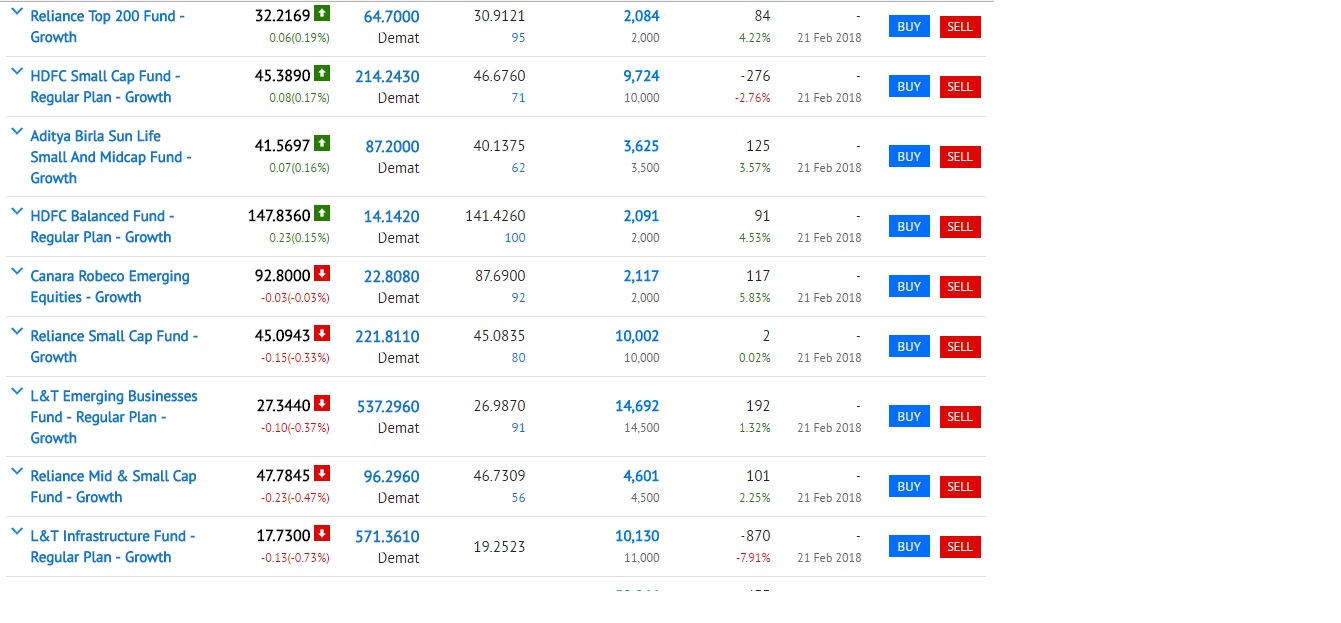 Reliance Top 200 Fund - 32.2169 64.7000 30.9121 2,084 84 - BUY SELL
Growth 0.06(0.19%) Demat 95 2,000 4.22% 21 Feb 2018
HDFC Small Cap Fund - 45.3890 214.2430 46.6760 9,724 -276 - BUY SELL
Regular Plan - Growth 0.08(0.17%) Demat 71 10,000 -2.76% 21 Feb 2018
Aditya Birla Sun Life
Small And Midcap Fund - 41.5697 87.2000 40.1375 3,625 125 - BUY SELL
Growth 0.07(0.16%) Demat 62 3,500 3.57% 21 Feb 2018
HDFC Balanced Fund - 147.8360 14.1420 141.4260 2,091 91 - BUY SELL
Regular Plan - Growth 0.23(0.15%) Demat 100 2,000 4.53% 21 Feb 2018
Canara Robeco Emerging 92.8000 22.8080 87.6900 2,117 117 - BUY SELL
Equities - Growth -0.03(-0.03%) Demat 92 2,000 5.83% 21 Feb 2018
Reliance Small Cap Fund - 45.0943 221.8110 45.0835 10,002 2 - BUY SELL
Growth -0.15(-0.33%) Demat 80 10,000 0.02% 21 Feb 2018
L&T Emerging Businesses
Fund - Regular Plan - 27.3440 537.2960 26.9870 14,692 192 - BUY SELL
Growth -0.10(-0.37%) Demat 91 14,500 1.32% 21 Feb 2018
Reliance Mid & Small Cap 47.7845 96.2960 46.7309 4,601 101 - BUY SELL
Fund - Growth -0.23(-0.47%) Demat 56 4,500 2.25% 21 Feb 2018
L&T Infrastructure Fund - 17.7300 571.3610 19.2523 10,130 -870 - BUY SELL
Regular Plan - Growth -0.13(-0.73%) Demat 11,000 -7.91% 21 Feb 2018